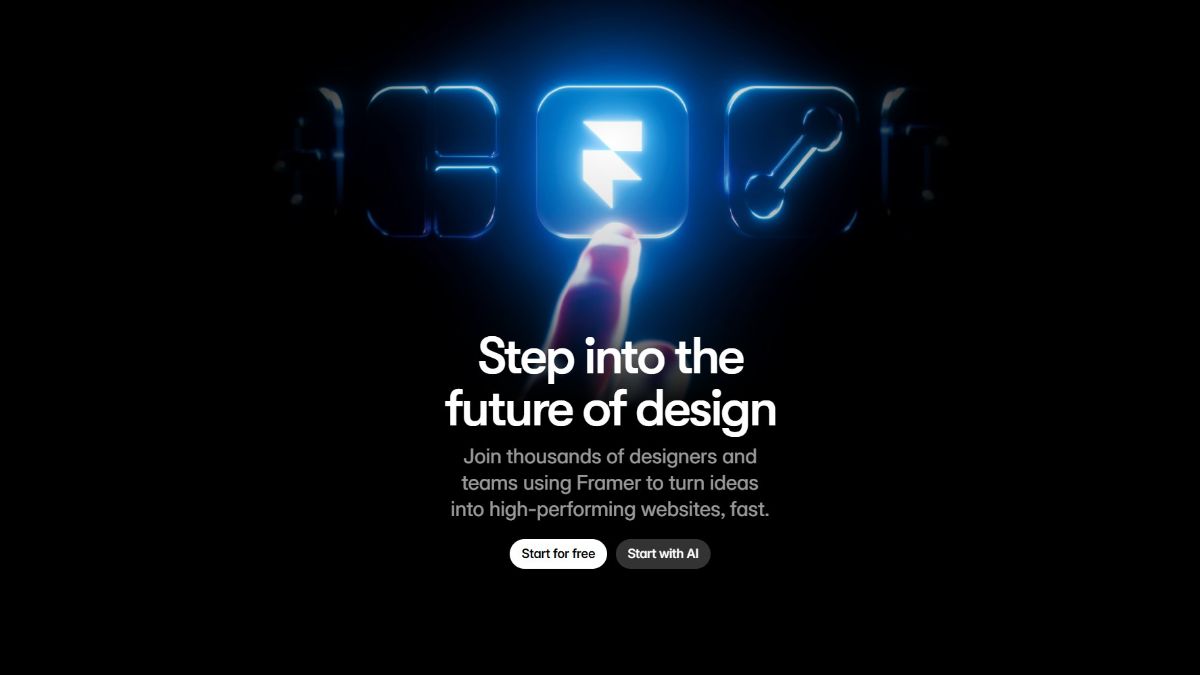 Step into the
future of design
Join thousands of designers and
teams using Framer to turn ideas
into high-performing websites, fast.
Start for free
Start with AI